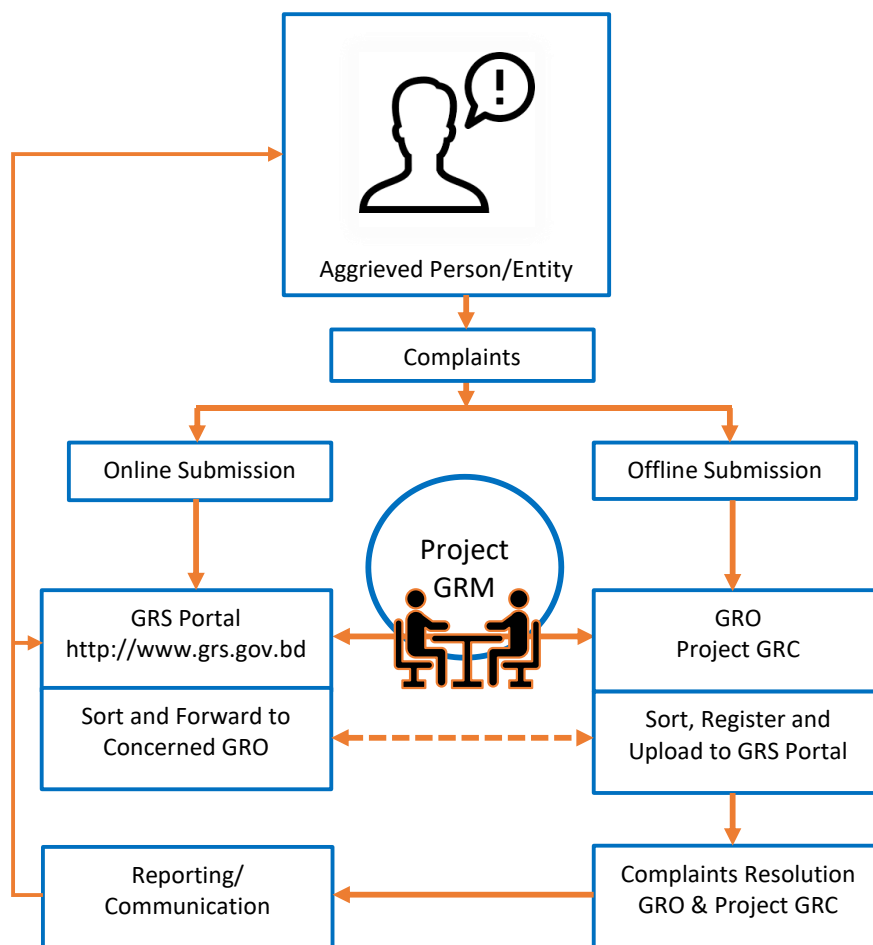 !
Aggrieved Person/Entity
Complaints
Online Submission
Offline Submission
Project
GRM
GRS Portal
http://www.grs.gov.bd
GRO
Project GRC
Sort and Forward to
Concerned GRO
Sort, Register and
Upload to GRS Portal
Reporting/
Communication
Complaints Resolution
GRO & Project GRC